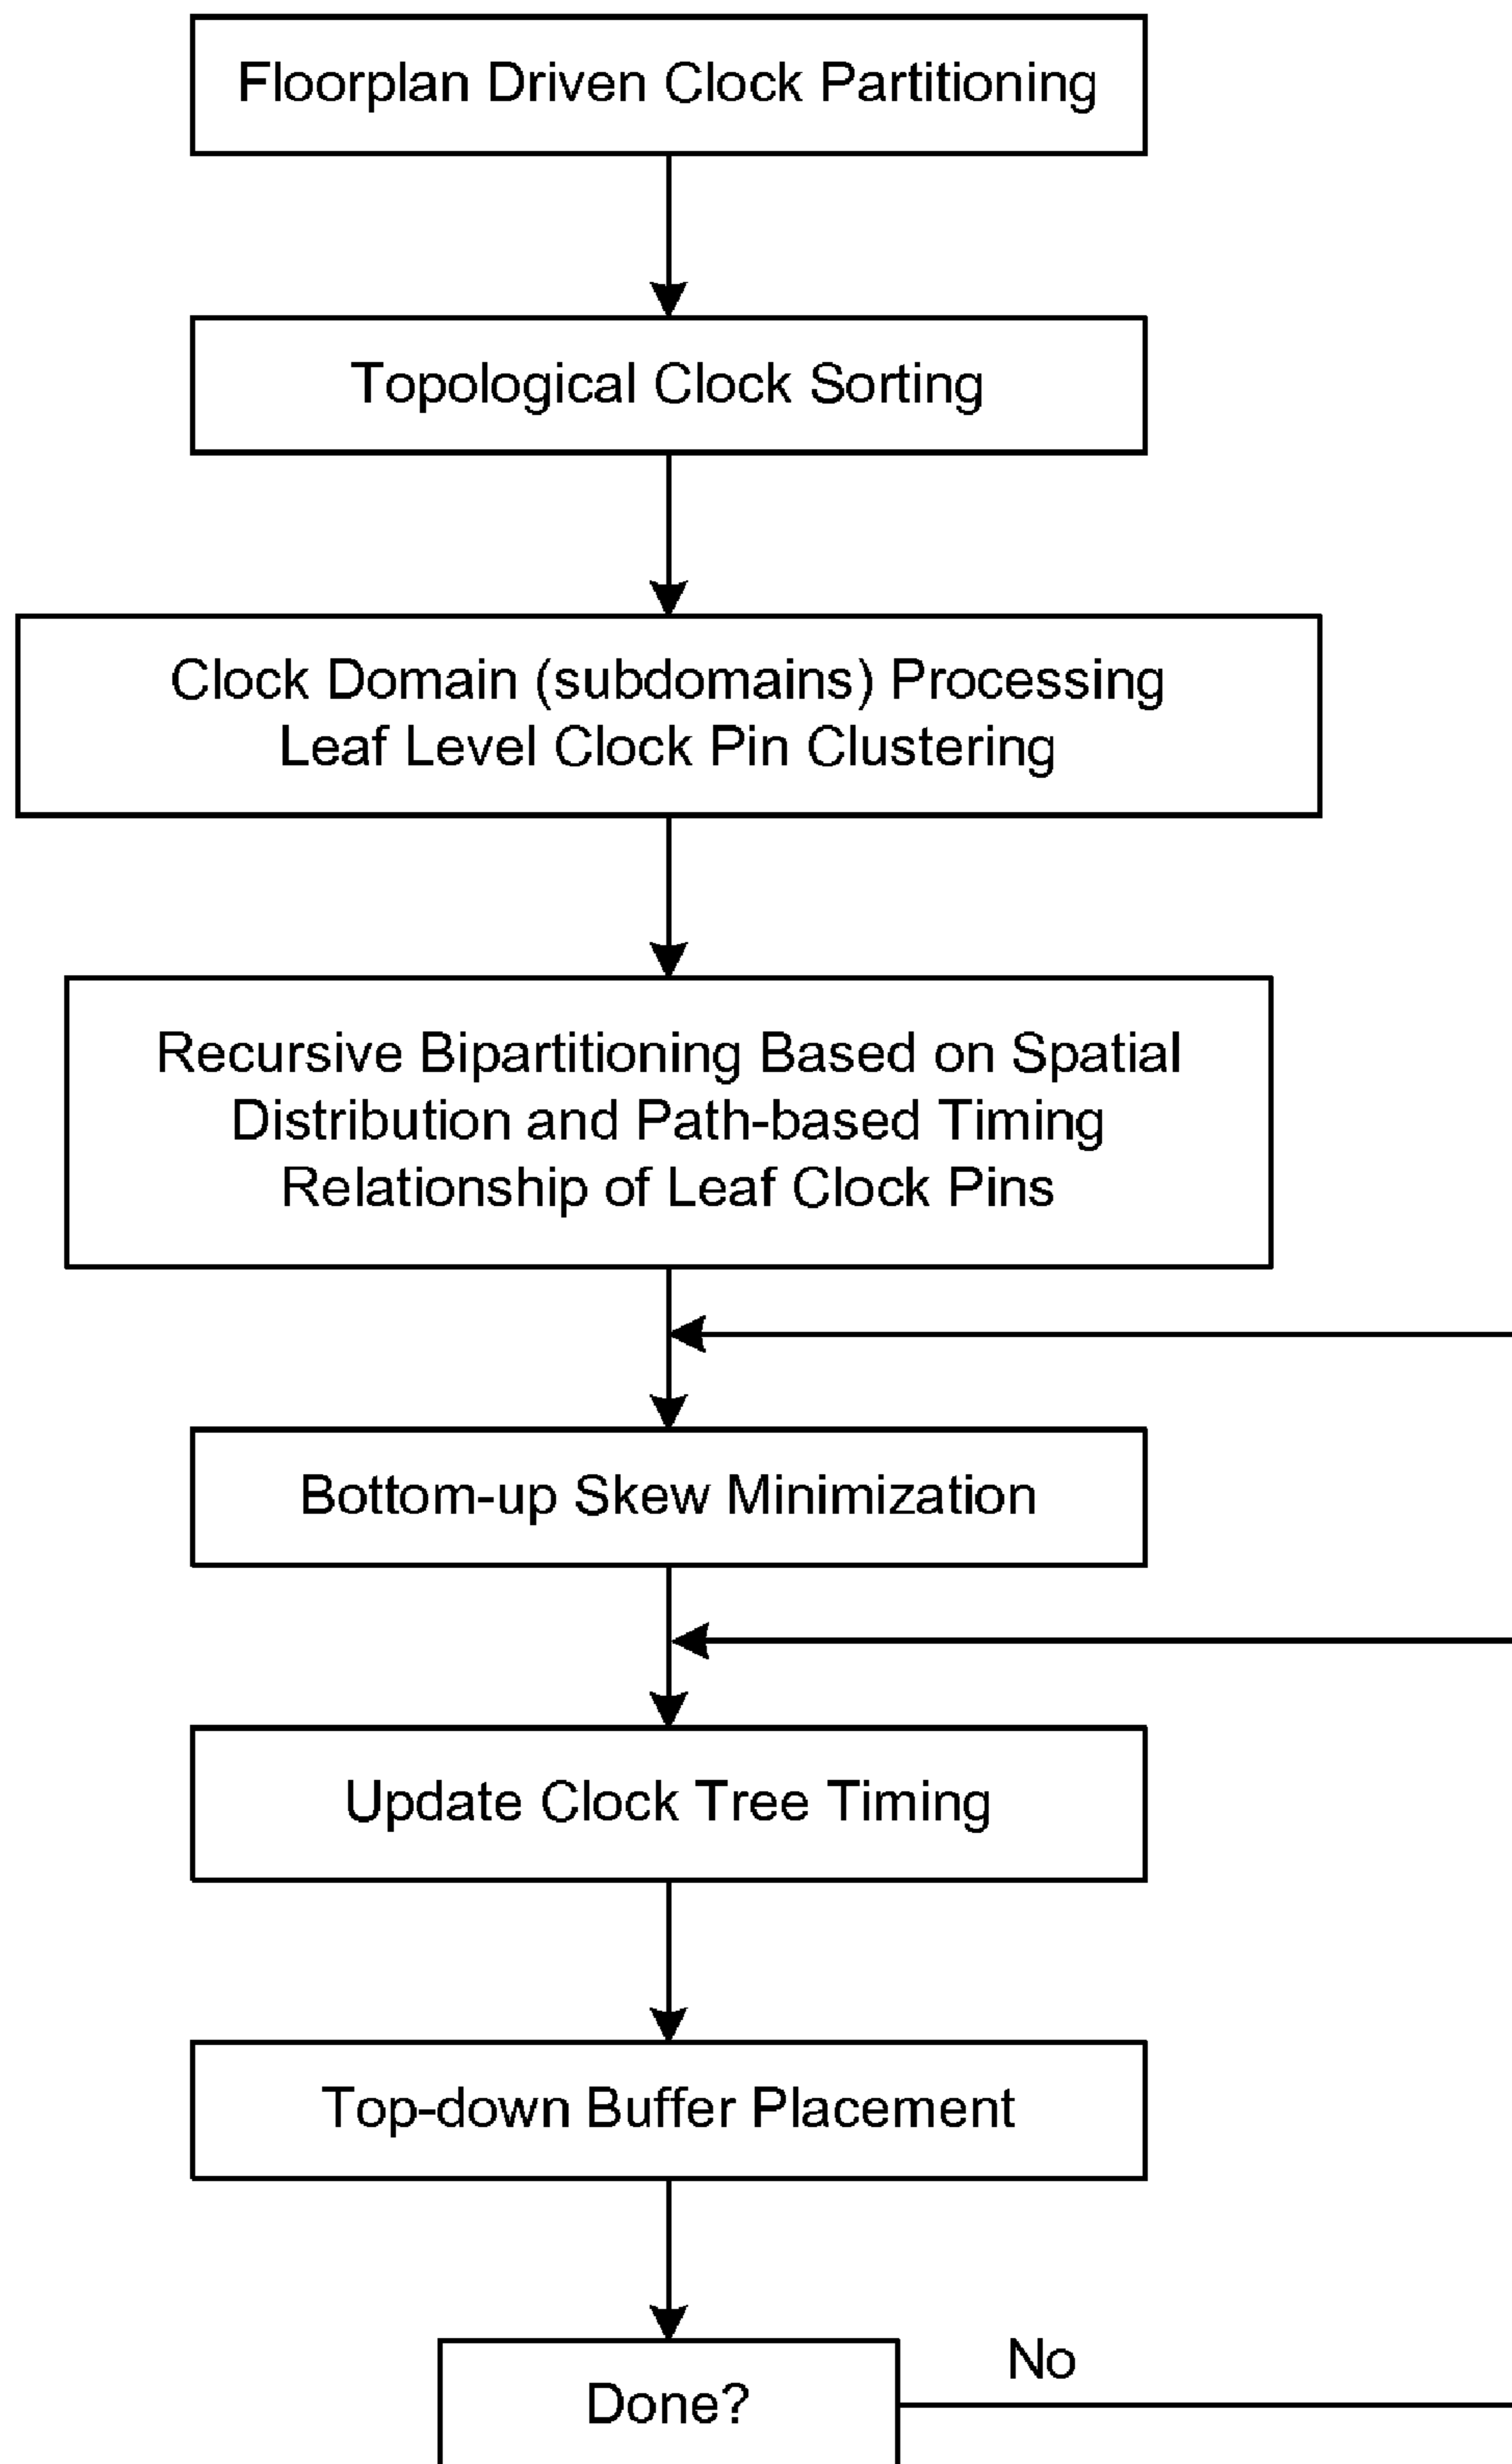 Floorplan Driven Clock Partitioning
Topological Clock Sorting
Clock Domain (subdomains) Processing
Leaf Level Clock Pin Clustering
Recursive Bipartitioning Based on Spatial
Distribution and Path-based Timing
Relationship of Leaf Clock Pins
Bottom-up Skew Minimization
Update Clock Tree Timing
Top-down Buffer Placement
No
Done?